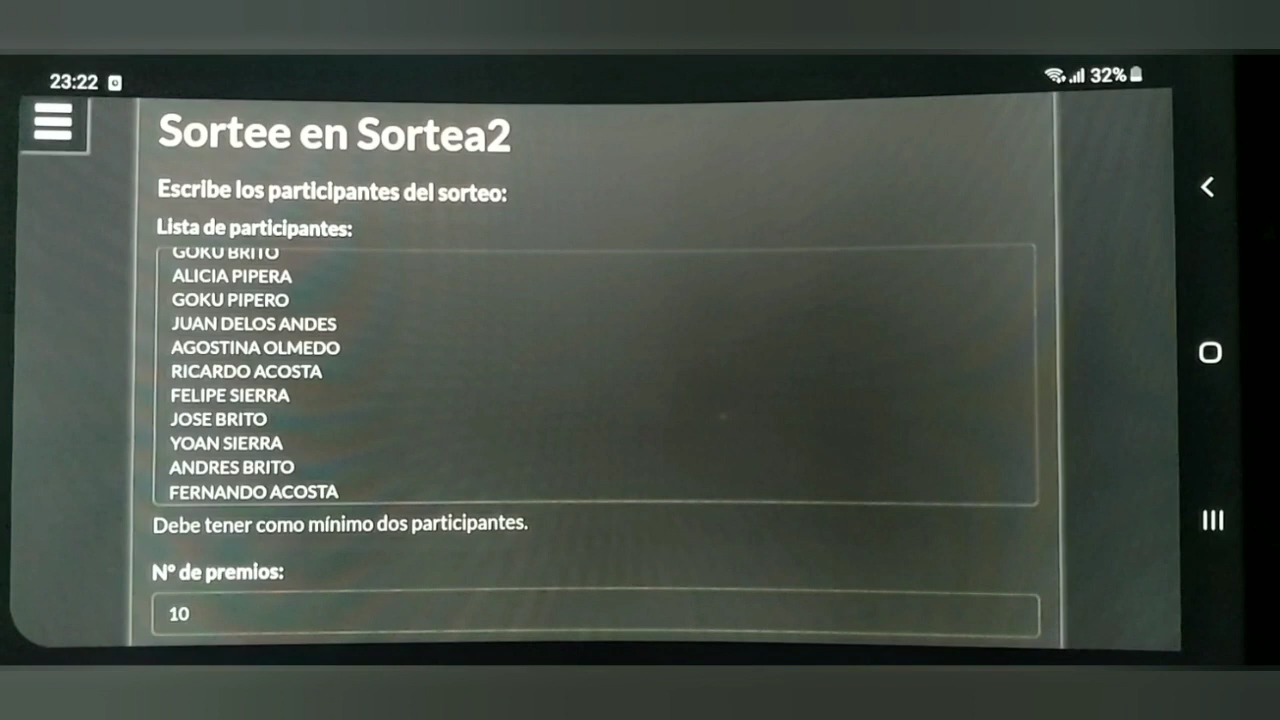 23:22
32%
Sortee en Sortea2
Escribe los participantes del sorteo:
Lista de participantes:
GOKU BRITO
ALICIA PIPERA
GOKU PIPERO
JUAN DELOS ANDES
AGOSTINA OLMEDO
RICARDO ACOSTA
FELIPE SIERRA
JOSE BRITO
YOAN SIERRA
ANDRES BRITO
FERNANDO ACOSTA
Debe tener como mínimo dos participantes.
Nº de premios:
10